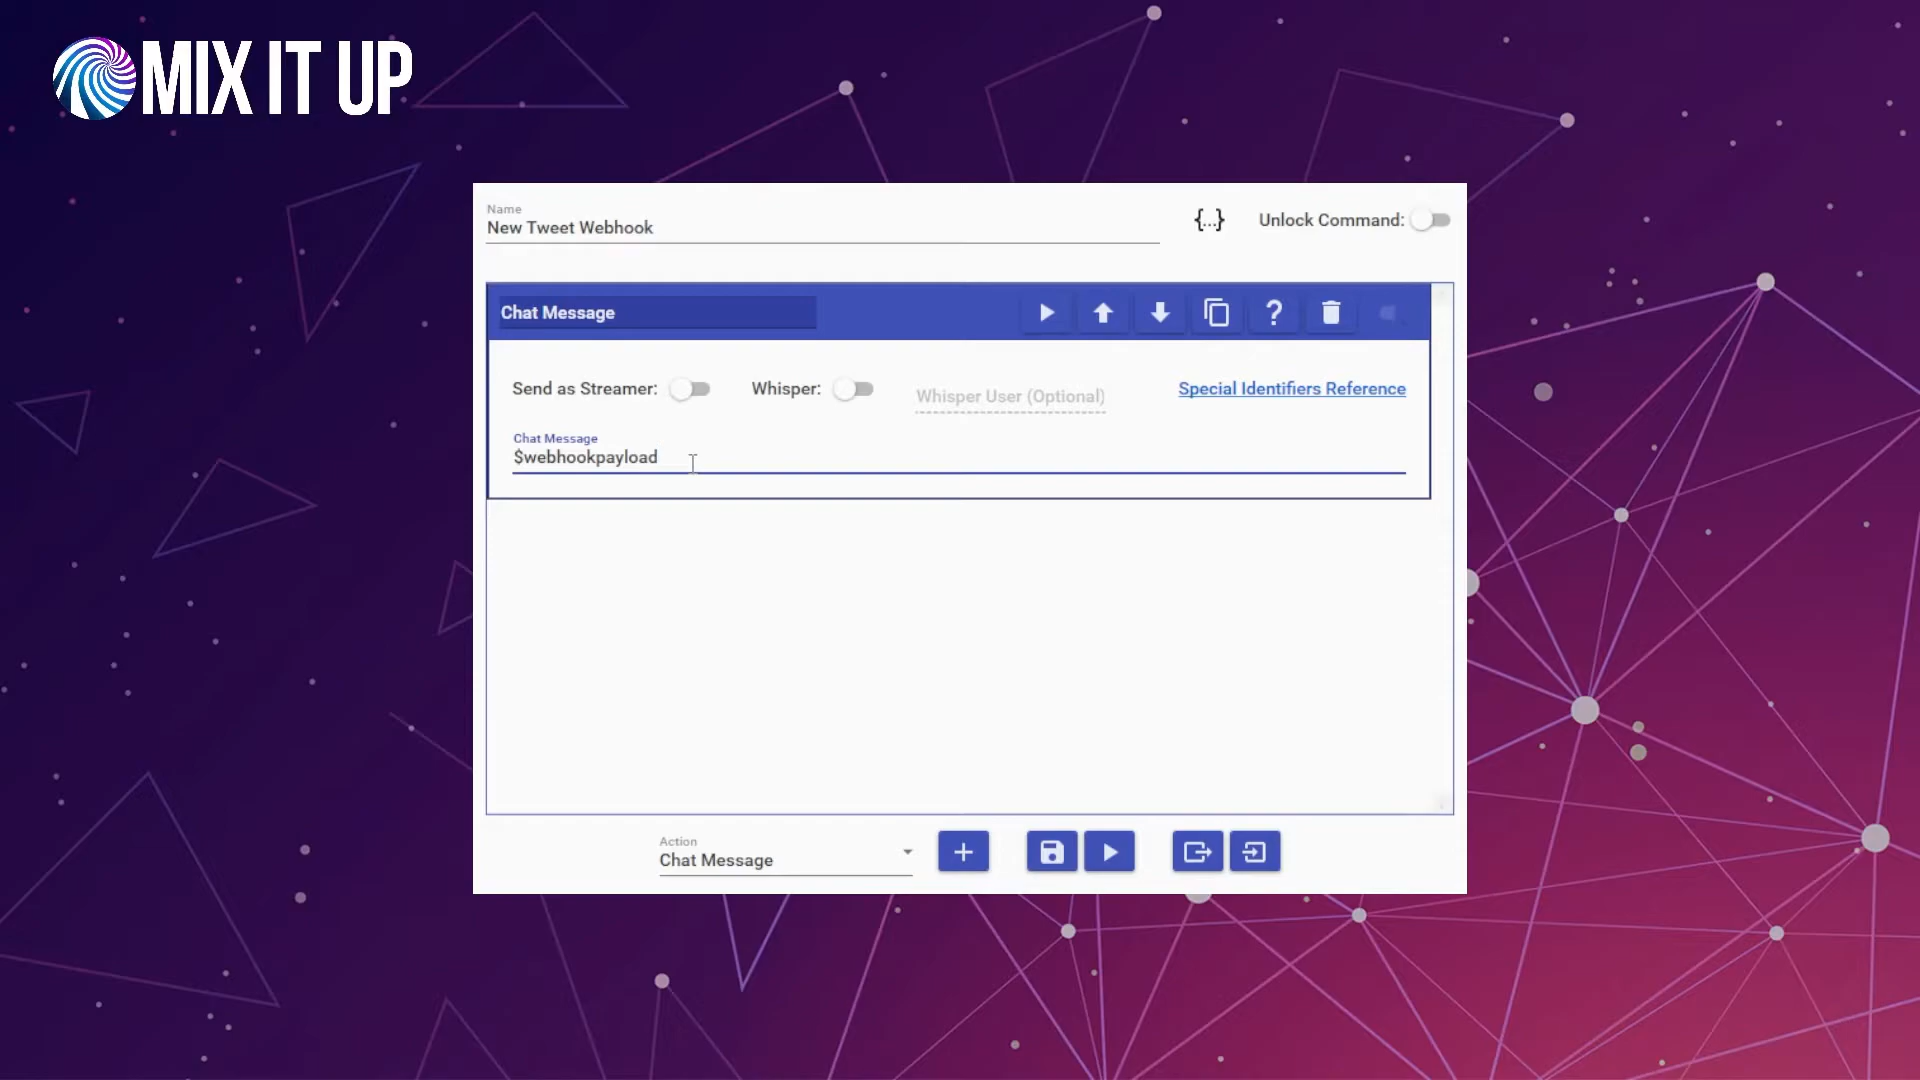 MIX IT UP
Name
New Tweet Webhook
{...}
Unlock Command:
Chat Message
?
Send as Streamer:
Whisper:
Whisper User (Optional)
Special Identifiers Reference
Chat Message
$webhookpayload
Action
Chat Message